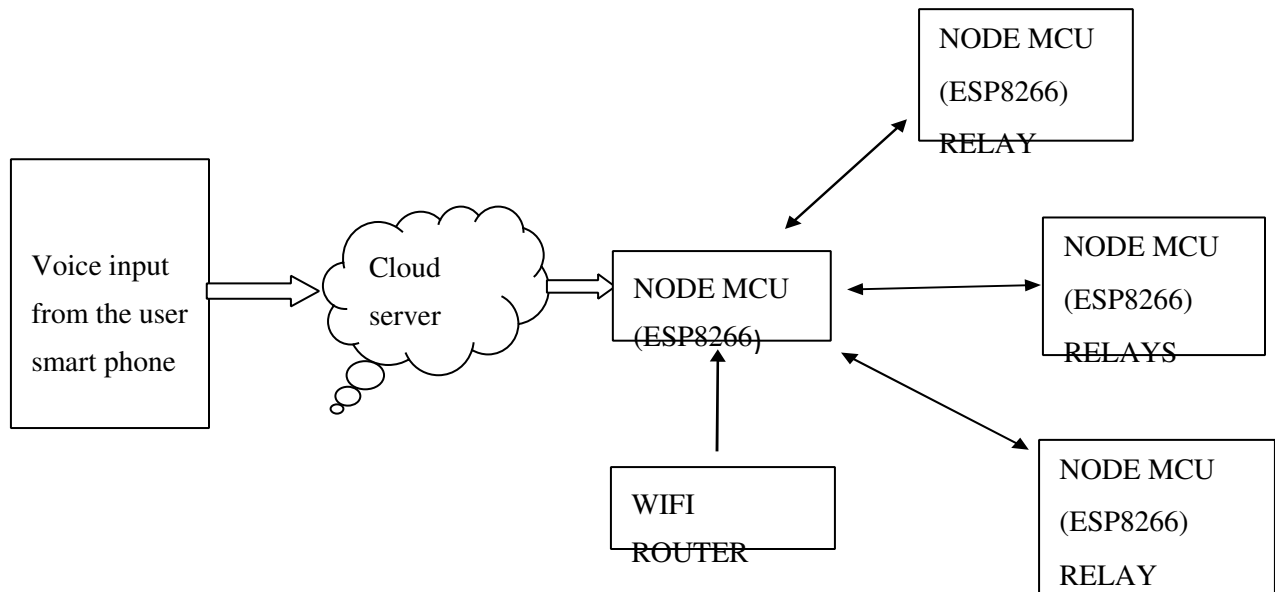 Voice input
from the user
smart phone
Cloud
server
NODE MCU
(ESP8266)
WIFI
ROUTER
NODE MCU
(ESP8266)
RELAY
NODE MCU
(ESP8266)
RELAYS
NODE MCU
(ESP8266)
RELAY